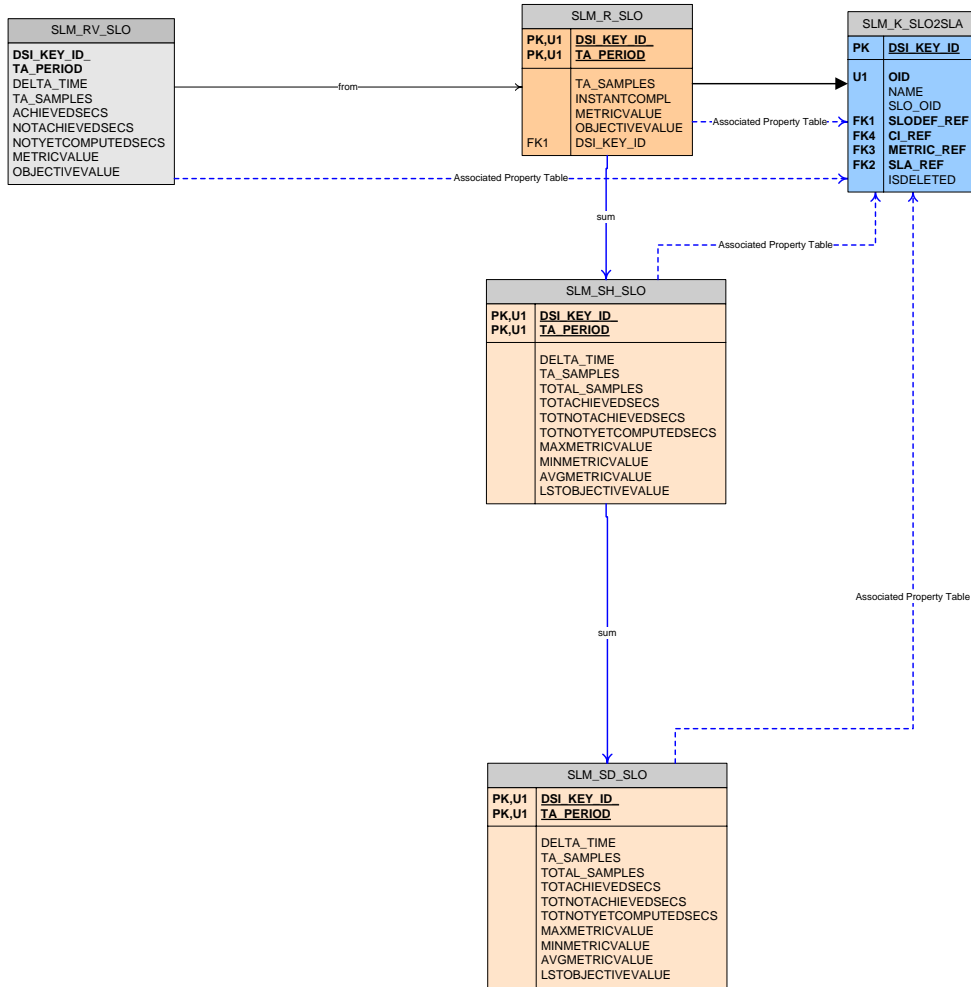 SLM_RV_SLO
DSI_KEY_ID_
TA_PERIOD
DELTA_TIME
TA_SAMPLES
ACHIEVEDSECS
NOTACHIEVEDSECS
NOTYETCOMPUTEDSECS
METRICVALUE
OBJECTIVEVALUE
from
SLM_R_SLO
PK,U1 DSI_KEY_ID_
PK,U1 TA_PERIOD
TA_SAMPLES
INSTANTCOMPL
METRICVALUE
OBJECTIVEVALUE
FK1 DSI_KEY_ID
SLM_K_SLO2SLA
PK DSI_KEY_ID
U1 OID
NAME
SLO_OID
FK1 SLODEF_REF
FK4 CI_REF
FK3 METRIC_REF
FK2 SLA_REF
ISDELETED
Associated Property Table
Associated Property Table
sum
Associated Property Table
SLM_SH_SLO
PK,U1 DSI_KEY_ID_
PK,U1 TA_PERIOD
DELTA_TIME
TA_SAMPLES
TOTAL_SAMPLES
TOTACHIEVEDSECS
TOTNOTACHIEVEDSECS
TOTNOTYETCOMPUTEDSECS
MAXMETRICVALUE
MINMETRICVALUE
AVGMETRICVALUE
LSTOBJECTIVEVALUE
Associated Property Table
sum
SLM_SD_SLO
PK,U1 DSI_KEY_ID_
PK,U1 TA_PERIOD
DELTA_TIME
TA_SAMPLES
TOTAL_SAMPLES
TOTACHIEVEDSECS
TOTNOTACHIEVEDSECS
TOTNOTYETCOMPUTEDSECS
MAXMETRICVALUE
MINMETRICVALUE
AVGMETRICVALUE
LSTOBJECTIVEVALUE